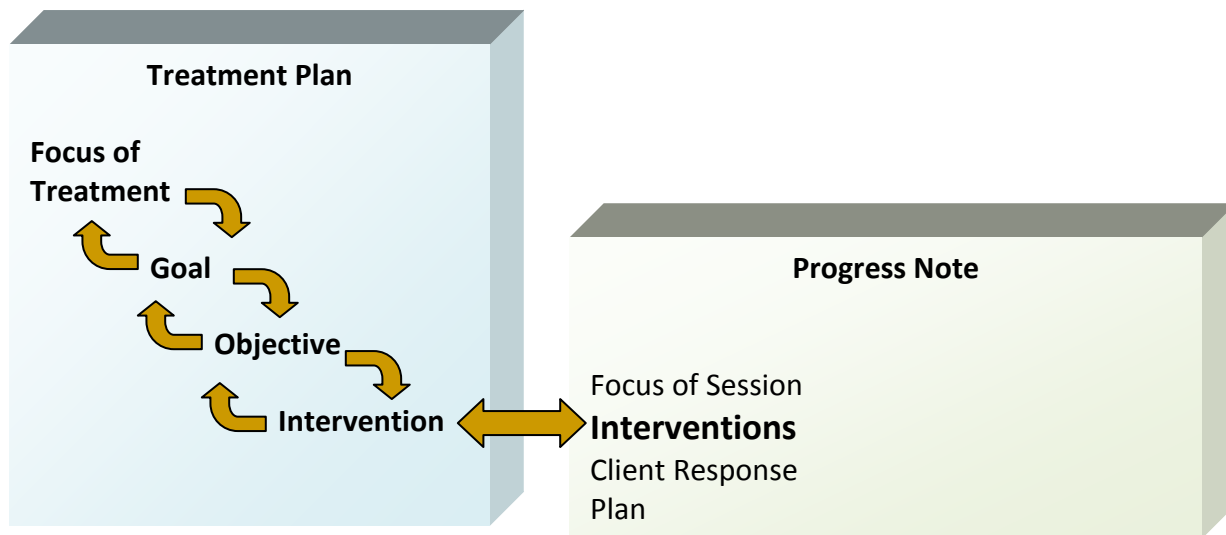 Treatment Plan
Focus of
Treatment
Goal
Objective
Intervention
Progress Note
Focus of Session
Interventions
Client Response
Plan